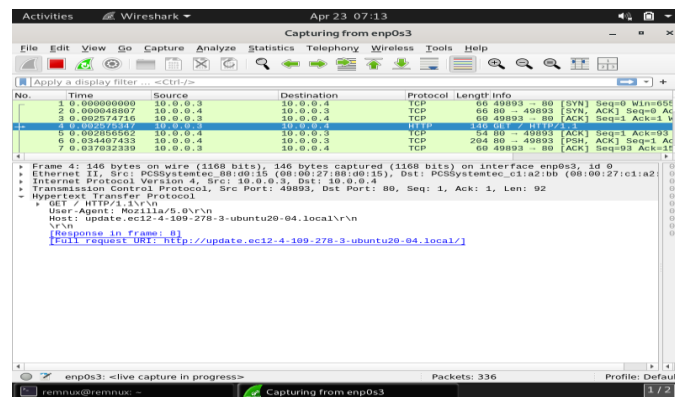 Activities Wireshark Apr 23 07:13
Capturing from enp0s3
File Edit View Go Capture Analyze Statistics Telephony Wireless Tools Help
Apply a display filter ... <Ctrl-/>
No. Time Source Destination Protocol Length Info
1 0.000000000 10.0.0.3 10.0.0.4 TCP 66 49893 → 80 [SYN] Seq=0 Win=655
2 0.000048807 10.0.0.4 10.0.0.3 TCP 66 80 → 49893 [SYN, ACK] Seq=0 Ac
3 0.002574716 10.0.0.3 10.0.0.4 TCP 60 49893 → 80 [ACK] Seq=1 Ack=1 W
4 0.002575347 10.0.0.3 10.0.0.4 HTTP 146 GET / HTTP/1.1
5 0.002856562 10.0.0.4 10.0.0.3 TCP 54 80 → 49893 [ACK] Seq=1 Ack=93
6 0.034407433 10.0.0.4 10.0.0.3 TCP 204 80 → 49893 [PSH, ACK] Seq=1 Ac
7 0.037032339 10.0.0.3 10.0.0.4 TCP 60 49893 → 80 [ACK] Seq=93 Ack=15
Frame 4: 146 bytes on wire (1168 bits), 146 bytes captured (1168 bits) on interface enp0s3, id 0
Ethernet II, Src: PCSSystemtec_88:d0:15 (08:00:27:88:d0:15), Dst: PCSSystemtec_c1:a2:bb (08:00:27:c1:a2:
Internet Protocol Version 4, Src: 10.0.0.3, Dst: 10.0.0.4
Transmission Control Protocol, Src Port: 49893, Dst Port: 80, Seq: 1, Ack: 1, Len: 92
Hypertext Transfer Protocol
GET / HTTP/1.1\r\n
User-Agent: Mozilla/5.0\r\n
Host: update.ec12-4-109-278-3-ubuntu20-04.local\r\n
\r\n
[Response in frame: 8]
[Full request URI: http://update.ec12-4-109-278-3-ubuntu20-04.local/]
enp0s3: <live capture in progress> Packets: 336 Profile: Defaul
remnux@remnux: ~ Capturing from enp0s3 1 / 2